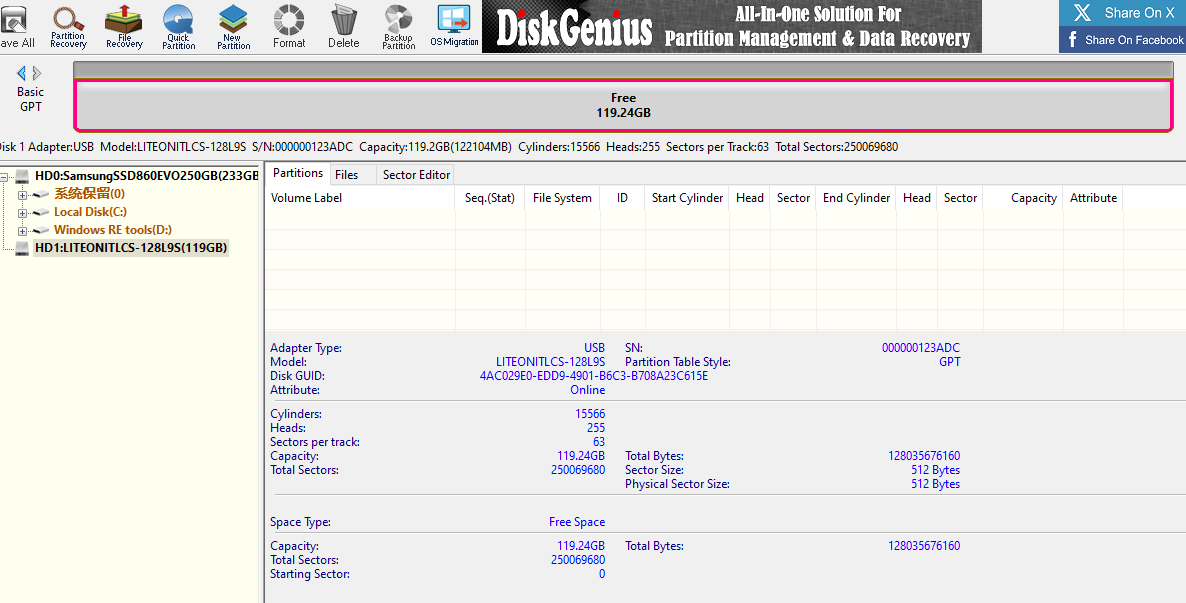 ave All
Partition Recovery
File Recovery
Quick Partition
New Partition
Format
Delete
Backup Partition
OS Migration
DiskGenius
All-In-One Solution For
Partition Management & Data Recovery
Share On X
Share On Facebook
Basic
GPT
Free
119.24GB
isk 1 Adapter:USB Model:LITEONITLCS-128L9S S/N:000000123ADC Capacity:119.2GB(122104MB) Cylinders:15566 Heads:255 Sectors per Track:63 Total Sectors:250069680
HD0:SamsungSSD860EVO250GB(233GB
系统保留(0)
Local Disk(C:)
Windows RE tools(D:)
HD1:LITEONITLCS-128L9S(119GB)
Partitions Files Sector Editor
Volume Label Seq.(Stat) File System ID Start Cylinder Head Sector End Cylinder Head Sector Capacity Attribute
Adapter Type: USB SN: 000000123ADC
Model: LITEONITLCS-128L9S Partition Table Style: GPT
Disk GUID: 4AC029E0-EDD9-4901-B6C3-B708A23C615E
Attribute: Online
Cylinders: 15566
Heads: 255
Sectors per track: 63
Capacity: 119.24GB Total Bytes: 128035676160
Total Sectors: 250069680 Sector Size: 512 Bytes
Physical Sector Size: 512 Bytes
Space Type: Free Space
Capacity: 119.24GB Total Bytes: 128035676160
Total Sectors: 250069680
Starting Sector: 0